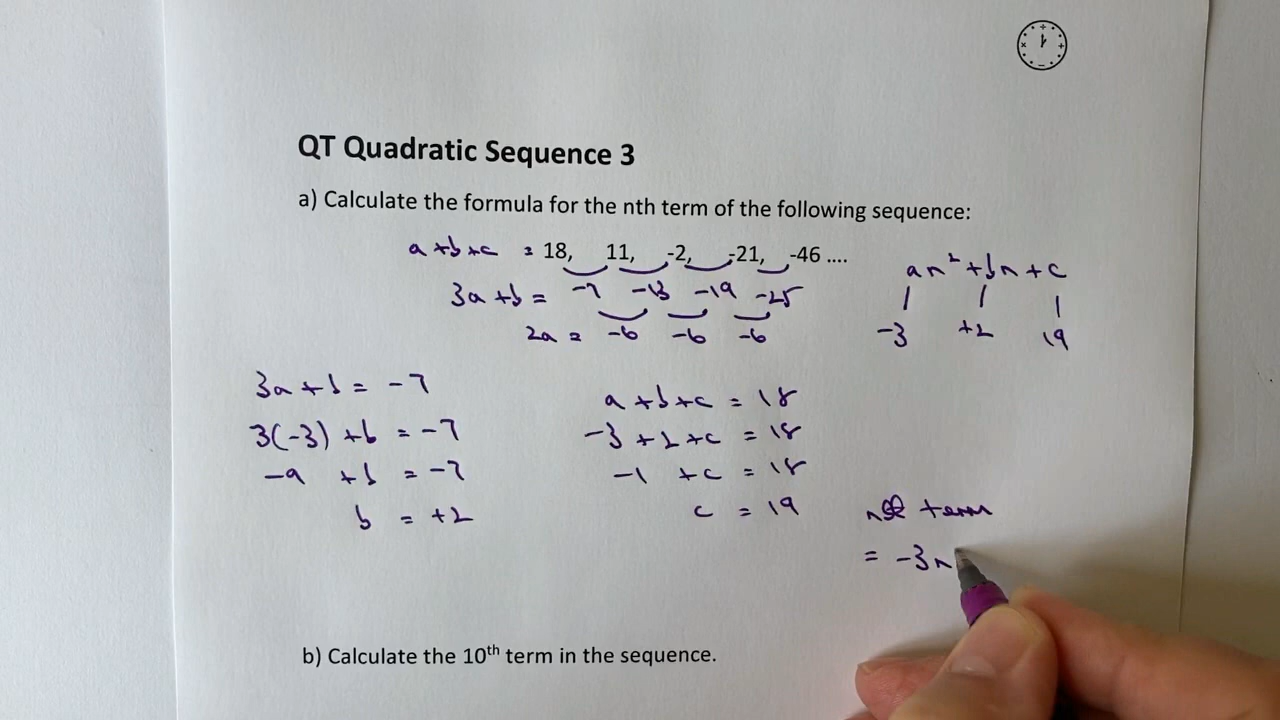 QT Quadratic Sequence 3
a) Calculate the formula for the nth term of the following sequence:
a+b+c = 18, 11, -2, -21, -46 ....
an²+bn+c
3a+b = -7 -13 -19 -25
2a = -6 -6 -6
-3 +2 19
3a+b = -7
3(-3) +b = -7
-9 +b = -7
b = +2
a+b+c = 18
-3+2+c = 18
-1 +c = 18
c = 19
nth term
= -3n
b) Calculate the 10th term in the sequence.